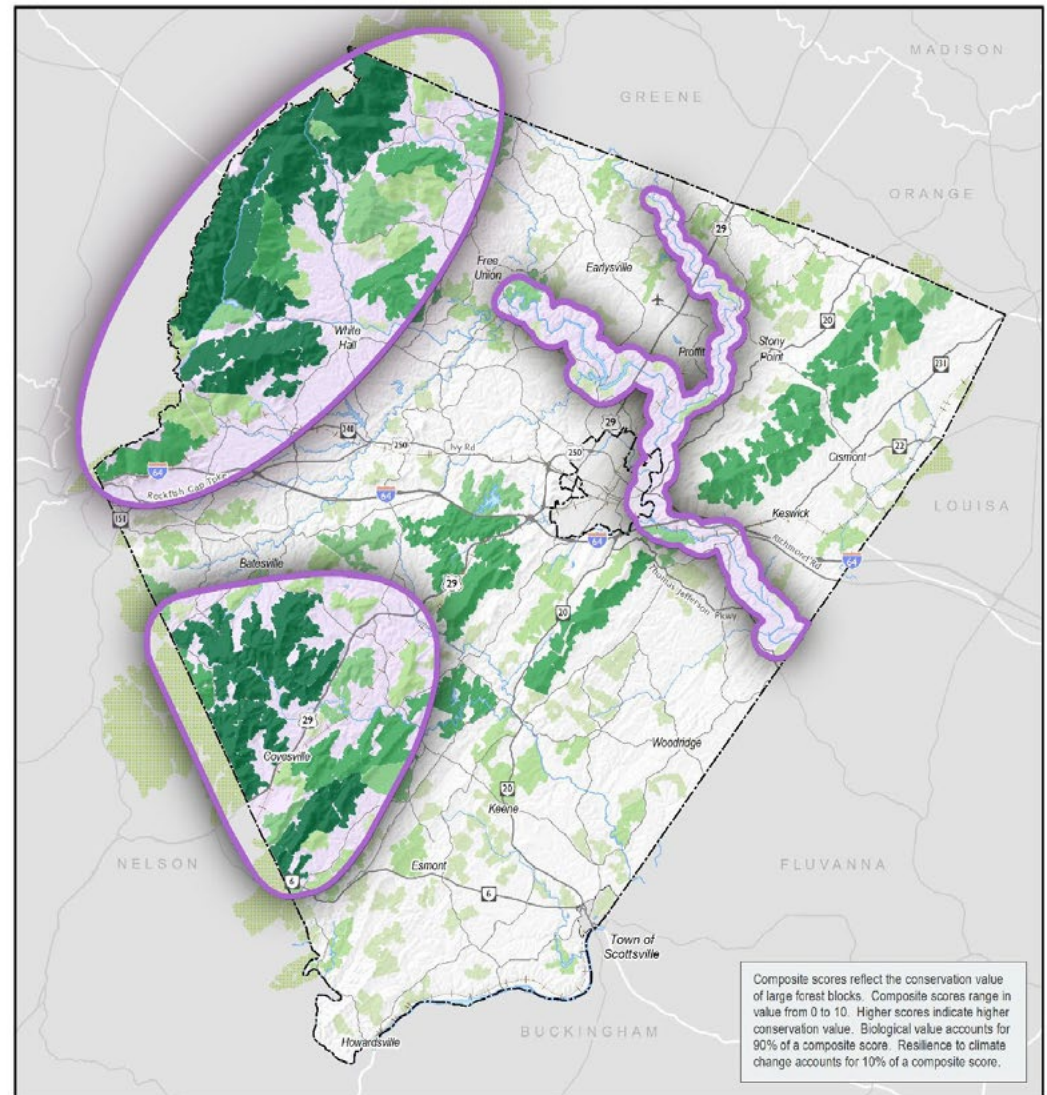 MADISON
GREENE
ORANGE
29
Free
Union
Earlysville
20
White
Hall
Proffit
Stony
Point
231
29
240
250
Ivy Rd
250
22
Cismont
64
Rockfish Gap Tpke
64
LOUISA
151
Keswick
64
Richmond Rd
64
Batesville
29
20
Thomas Jefferson Pkwy
29
Covesville
Woodridge
20
Keene
NELSON
Esmont
FLUVANNA
6
6
Town of
Scottsville
BUCKINGHAM
Howardsville
Composite scores reflect the conservation value
of large forest blocks. Composite scores range in
value from 0 to 10. Higher scores indicate higher
conservation value. Biological value accounts for
90% of a composite score. Resilience to climate
change accounts for 10% of a composite score.